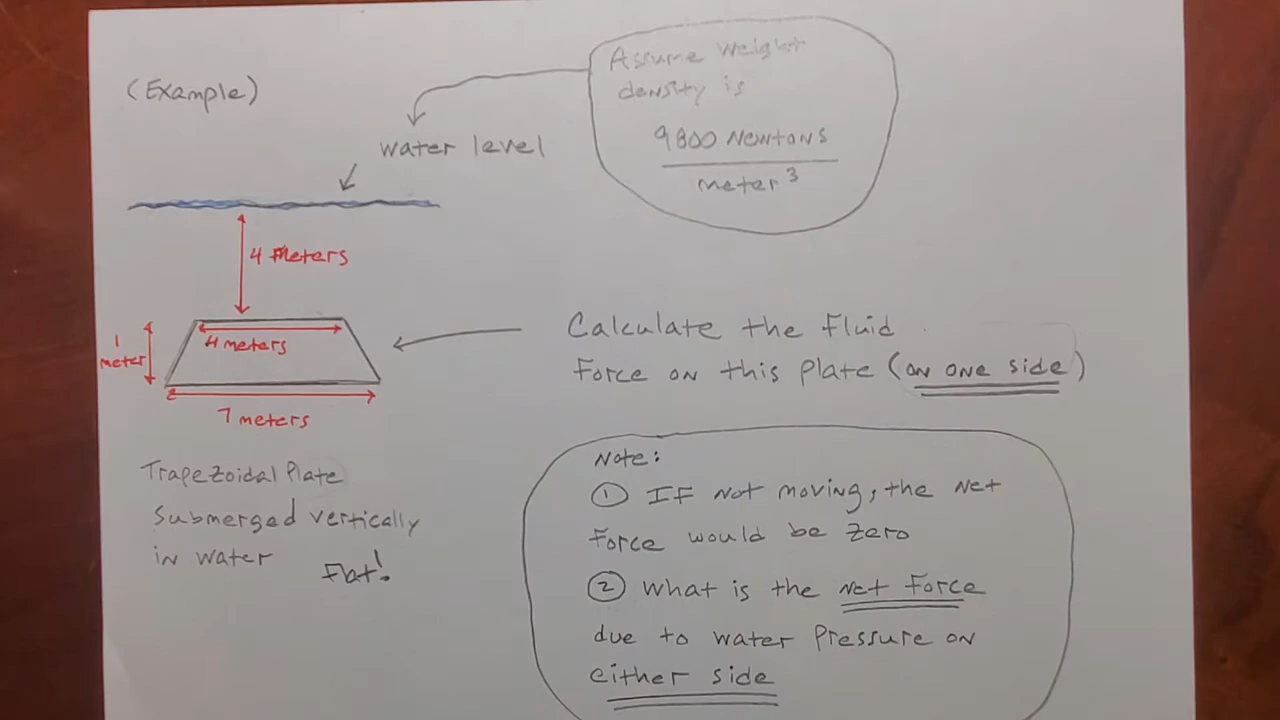 (Example)
Assume weight
density is
9800 Newtons
meter³
water level
4 meters
1
meter
4 meters
7 meters
Calculate the Fluid
Force on this Plate (on one side)
Trapezoidal Plate
Submerged vertically
in water
Flat!
Note:
① IF Not moving, the Net
Force would be zero
② What is the Net Force
due to water Pressure on
either side